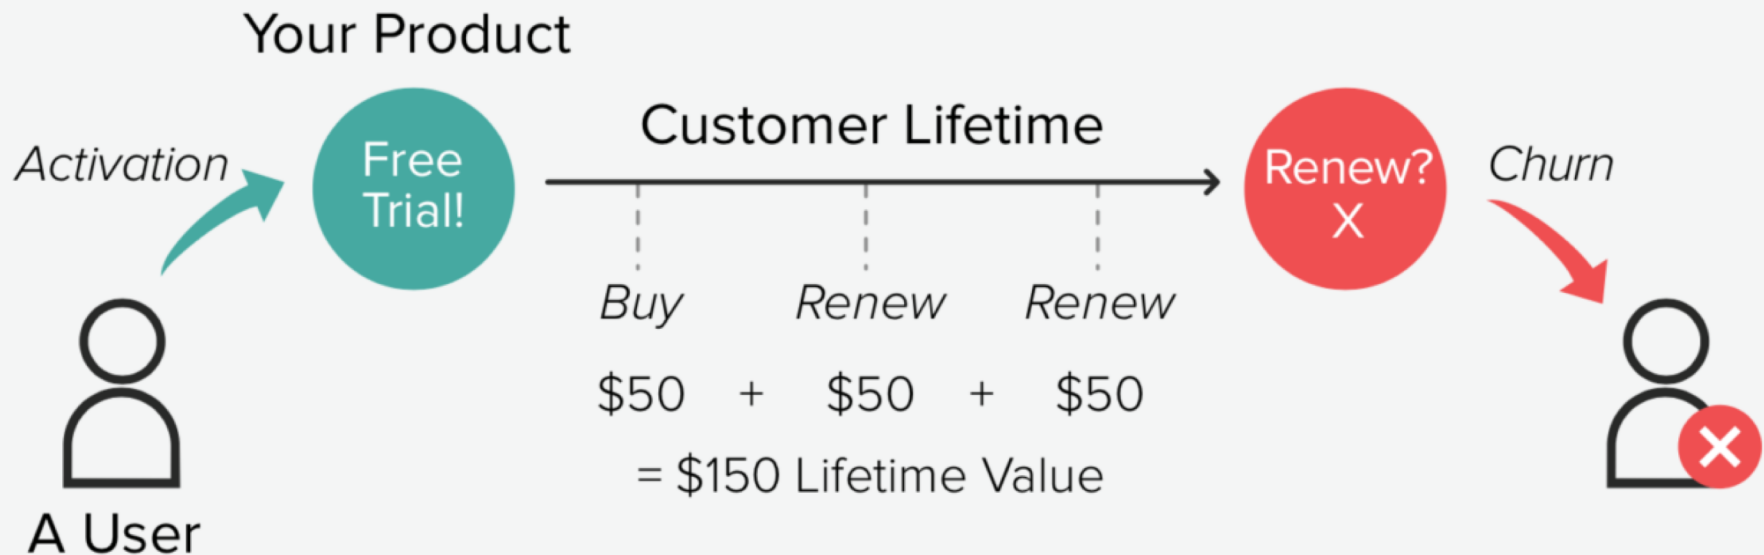 Your Product
Activation
Free
Trial!
Customer Lifetime
Renew?
X
Churn
Buy Renew Renew
$50 + $50 + $50
= $150 Lifetime Value
A User